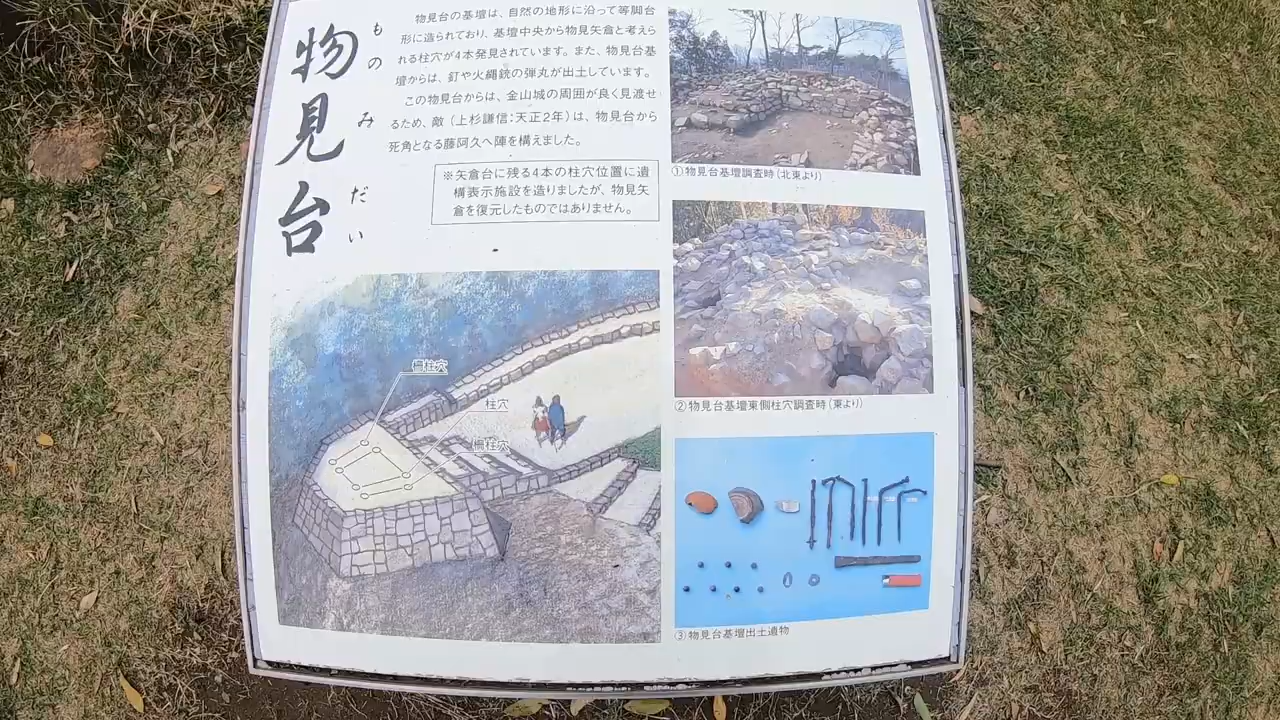 物見台
ものみだい
物見台の基壇は、自然の地形に沿って等脚台
形に造られており、基壇中央から物見矢倉と考えら
れる柱穴が4本発見されています。また、物見台基
壇からは、釘や火縄銃の弾丸が出土しています。
この物見台からは、金山城の周囲が良く見渡せ
るため、敵（上杉謙信：天正2年）は、物見台から
死角となる藤阿久へ陣を構えました。
※矢倉台に残る4本の柱穴位置に遺
構表示施設を造りましたが、物見矢
倉を復元したものではありません。
柵柱穴
柱穴
柵柱穴
①物見台基壇調査時（北東より）
②物見台基壇東側柱穴調査時（東より）
③物見台基壇出土遺物